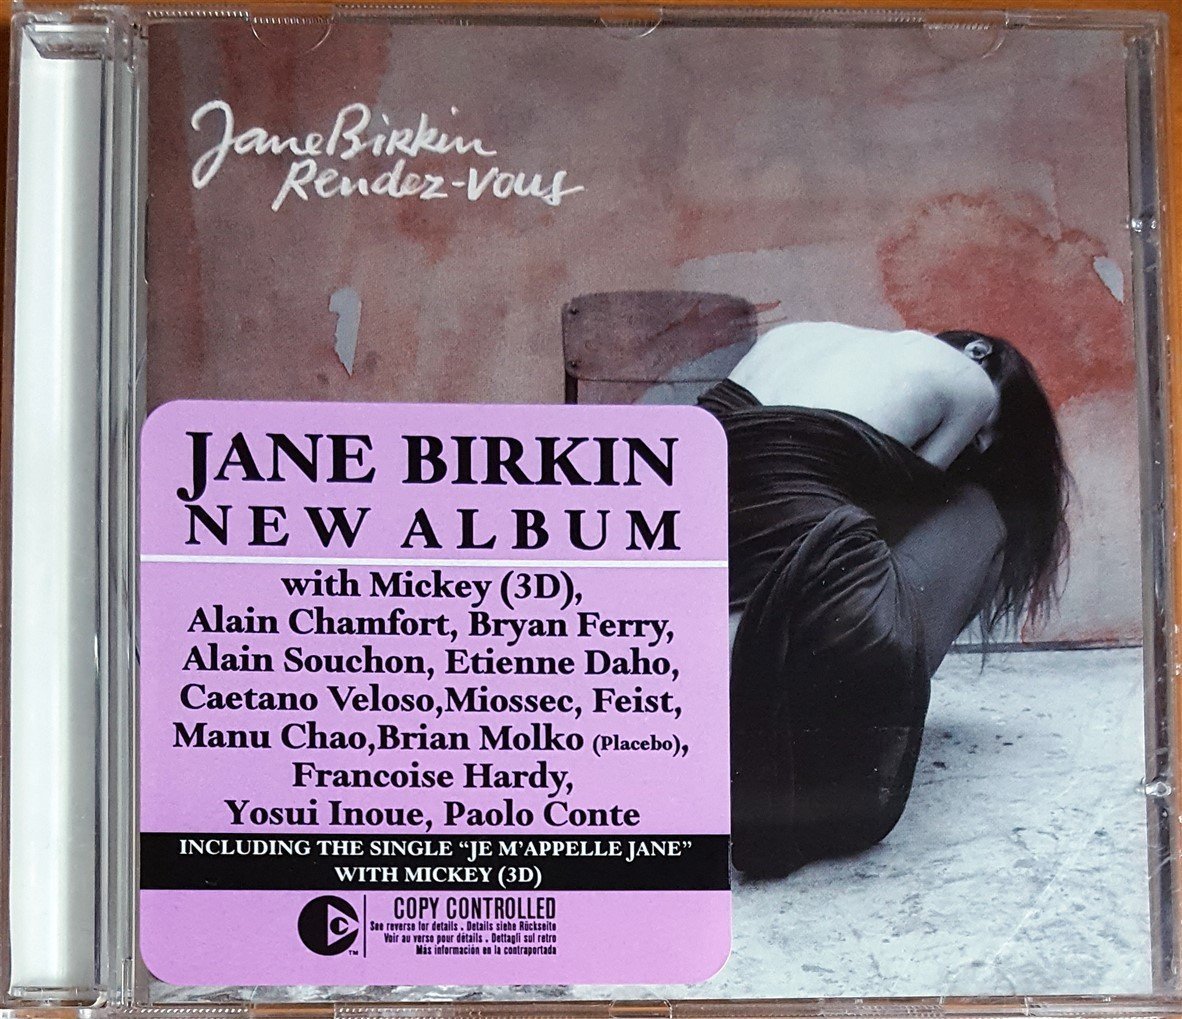 Jane Birkin
Rendez-vous
JANE BIRKIN
NEW ALBUM
with Mickey (3D),
Alain Chamfort, Bryan Ferry,
Alain Souchon, Etienne Daho,
Caetano Veloso,Miossec, Feist,
Manu Chao,Brian Molko (Placebo),
Francoise Hardy,
Yosui Inoue, Paolo Conte
INCLUDING THE SINGLE “JE M’APPELLE JANE”
WITH MICKEY (3D)
C
TM
COPY CONTROLLED
See reverse for details . Details siehe Rückseite
Voir au verso pour détails . Dettagli sul retro
Más información en la contraportada